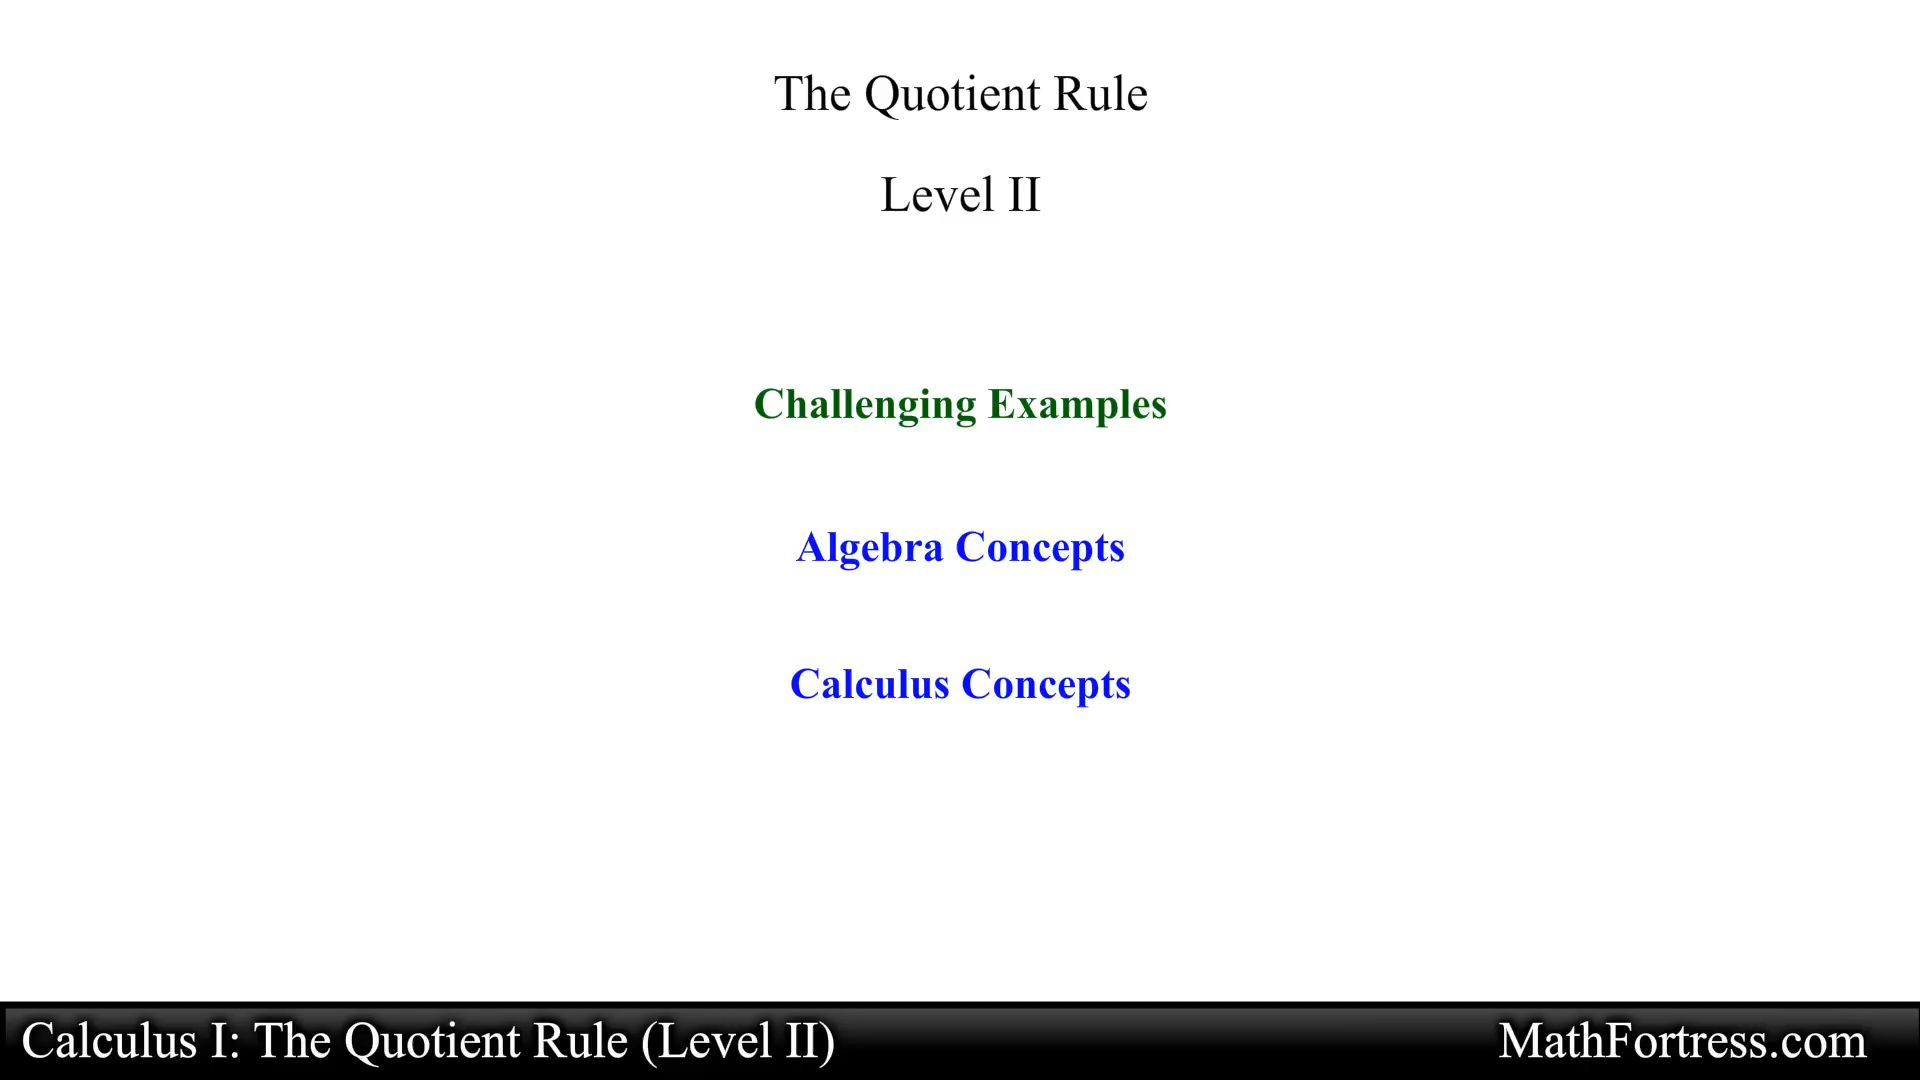 The Quotient Rule
Level II
Challenging Examples
Algebra Concepts
Calculus Concepts
Calculus I: The Quotient Rule (Level II)
MathFortress.com